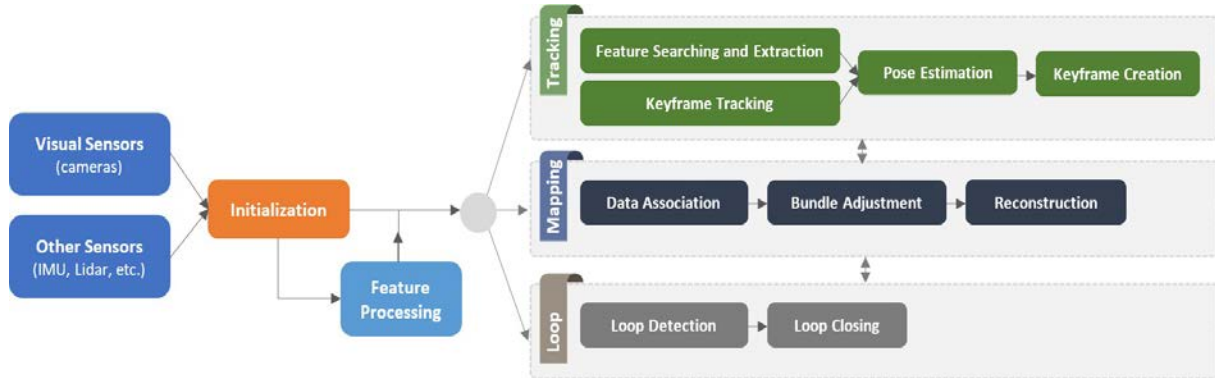 Visual Sensors
(cameras)
Other Sensors
(IMU, Lidar, etc.)
Initialization
Feature
Processing
Tracking
Feature Searching and Extraction
Keyframe Tracking
Pose Estimation
Keyframe Creation
Mapping
Data Association
Bundle Adjustment
Reconstruction
Loop
Loop Detection
Loop Closing